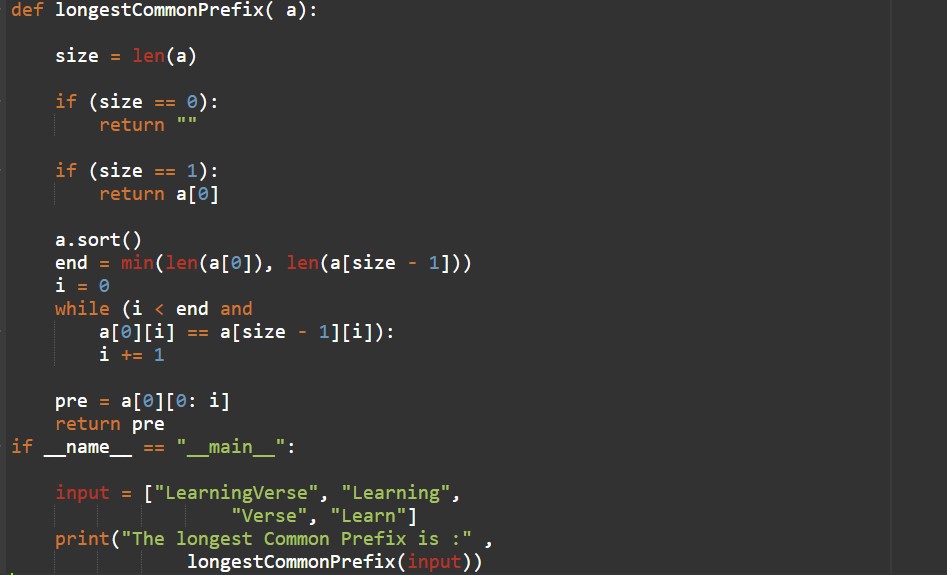 def longestCommonPrefix( a):
    size = len(a)
    if (size == 0):
        return ""
    if (size == 1):
        return a[0]
    a.sort()
    end = min(len(a[0]), len(a[size - 1]))
    i = 0
    while (i < end and
        a[0][i] == a[size - 1][i]):
        i += 1
    pre = a[0][0: i]
    return pre
if __name__ == "__main__":
    input = ["LearningVerse", "Learning",
                    "Verse", "Learn"]
    print("The longest Common Prefix is :" ,
                longestCommonPrefix(input))